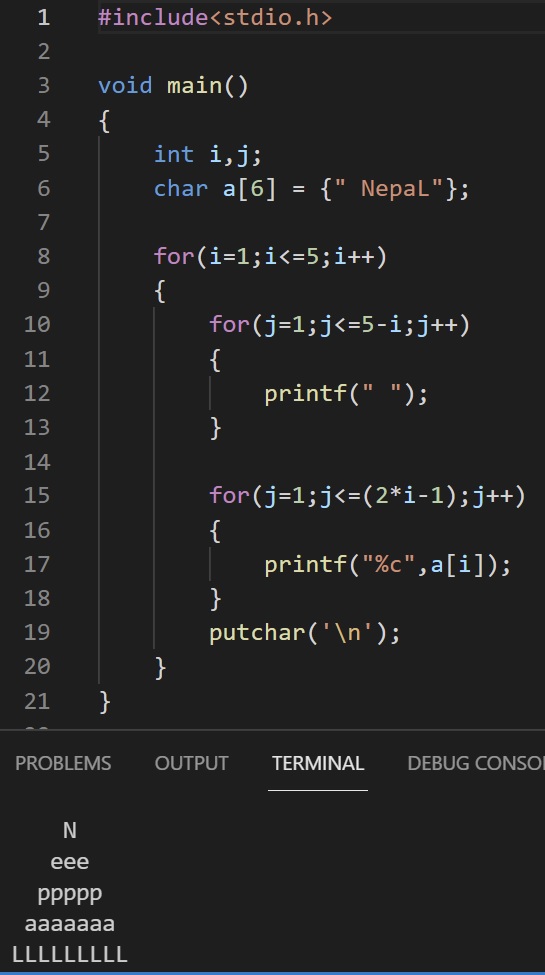 1 #include<stdio.h>
2
3 void main()
4 {
5     int i,j;
6     char a[6] = {" NepaL"};
7
8     for(i=1;i<=5;i++)
9     {
10         for(j=1;j<=5-i;j++)
11         {
12             printf(" ");
13         }
14
15         for(j=1;j<=(2*i-1);j++)
16         {
17             printf("%c",a[i]);
18         }
19         putchar('\n');
20     }
21 }
PROBLEMS OUTPUT TERMINAL DEBUG CONSO
    N
   eee
  ppppp
 aaaaaaa
LLLLLLLLL